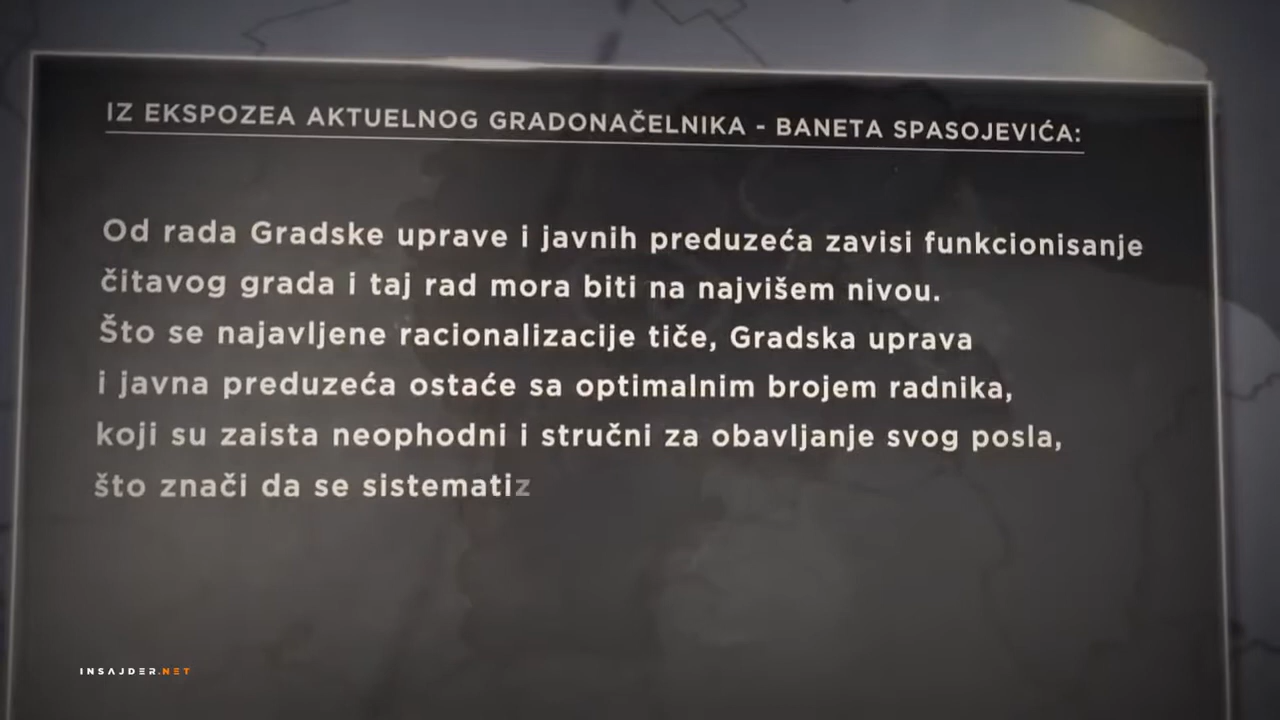 IZ EKSPOZEA AKTUELNOG GRADONAČELNIKA - BANETA SPASOJEVIĆA:
Od rada Gradske uprave i javnih preduzeća zavisi funkcionisanje
čitavog grada i taj rad mora biti na najvišem nivou.
Što se najavljene racionalizacije tiče, Gradska uprava
i javna preduzeća ostaće sa optimalnim brojem radnika,
koji su zaista neophodni i stručni za obavljanje svog posla,
što znači da se sistematiz
INSAJDER.NET